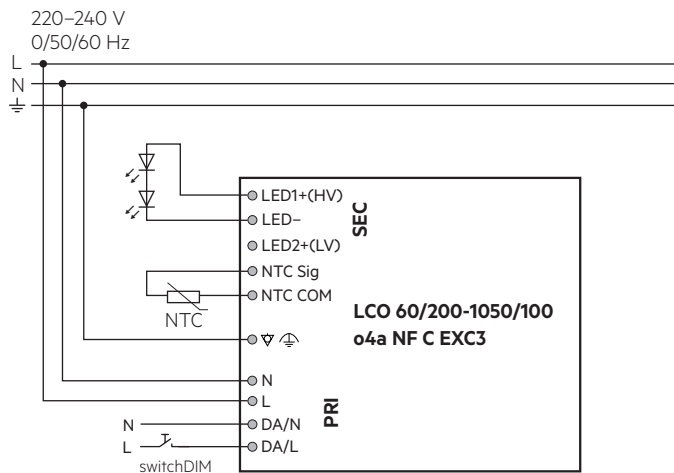 220–240 V
0/50/60 Hz
L
N
LED1+(HV)
LED–
LED2+(LV)
SEC
NTC Sig
NTC COM
NTC
LCO 60/200-1050/100
o4a NF C EXC3
N
L
PRI
N DA/N
L DA/L
switchDIM